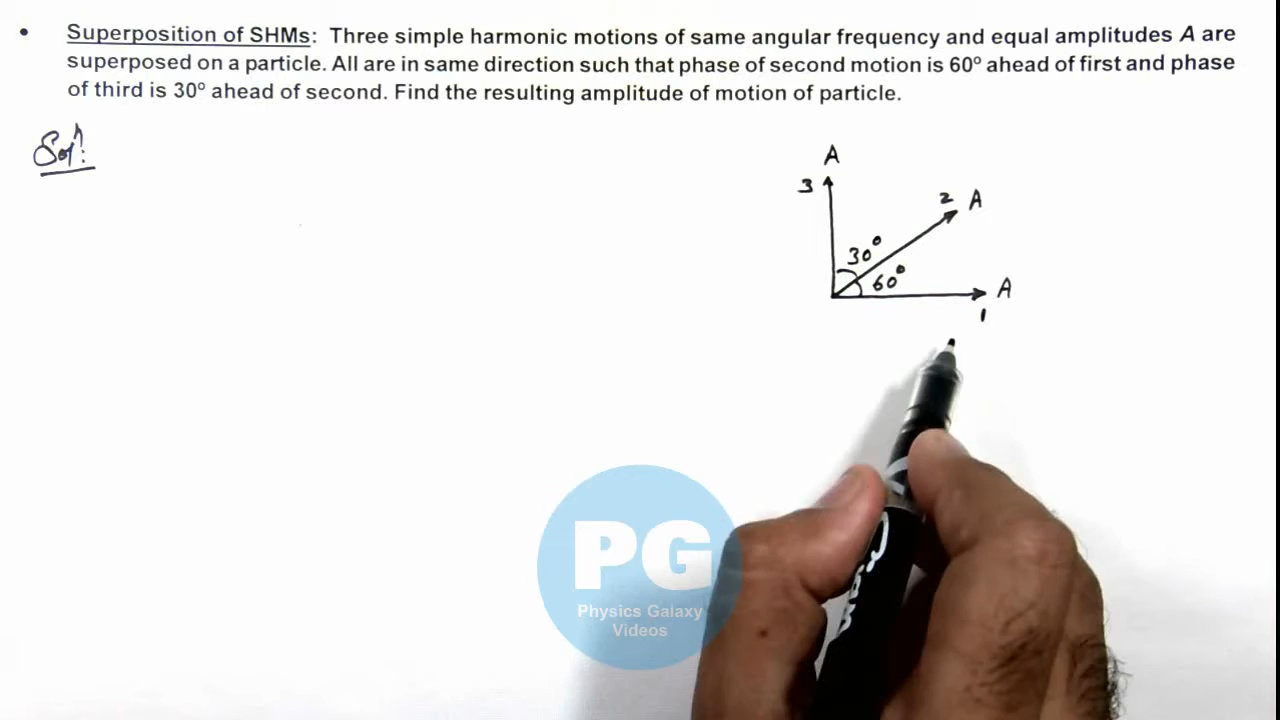 • Superposition of SHMs: Three simple harmonic motions of same angular frequency and equal amplitudes A are
superposed on a particle. All are in same direction such that phase of second motion is 60º ahead of first and phase
of third is 30º ahead of second. Find the resulting amplitude of motion of particle.
Solⁿ:
A
3
2 A
30°
60°
A
1
PG
Physics Galaxy
Videos